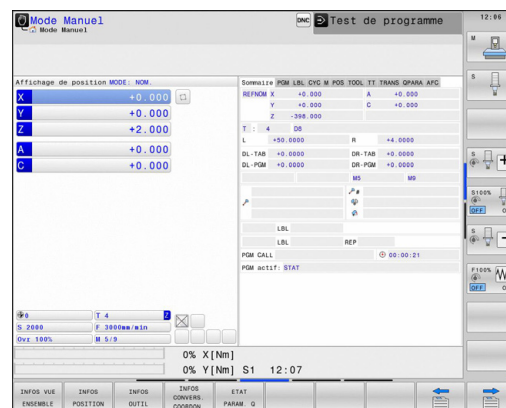 Mode Manuel
Mode Manuel
DNC
Test de programme
12:06
Affichage de position MODE: NOM.
X +0.000
Y +0.000
Z +2.000
A +0.000
C +0.000
0
T 4
Z
S 2000
F 3000mm/min
Ovr 100%
M 5/9
Sommaire PGM LBL CYC M POS TOOL TT TRANS QPARA AFC
REFNOM X +0.000 A +0.000
Y +0.000 C +0.000
Z -398.000
T : 4 D8
L +50.0000 R +4.0000
DL-TAB +0.0000 DR-TAB +0.0000
DL-PGM +0.0000 DR-PGM +0.0000
M5 M9
LBL
LBL REP
PGM CALL 00:00:21
PGM actif: STAT
0% X[Nm]
0% Y[Nm] S1 12:07
INFOS VUE ENSEMBLE
INFOS POSITION
INFOS OUTIL
INFOS CONVERS. COORDON.
ETAT PARAM. Q
M
S
S
S100%
OFF
S
F100%
OFF